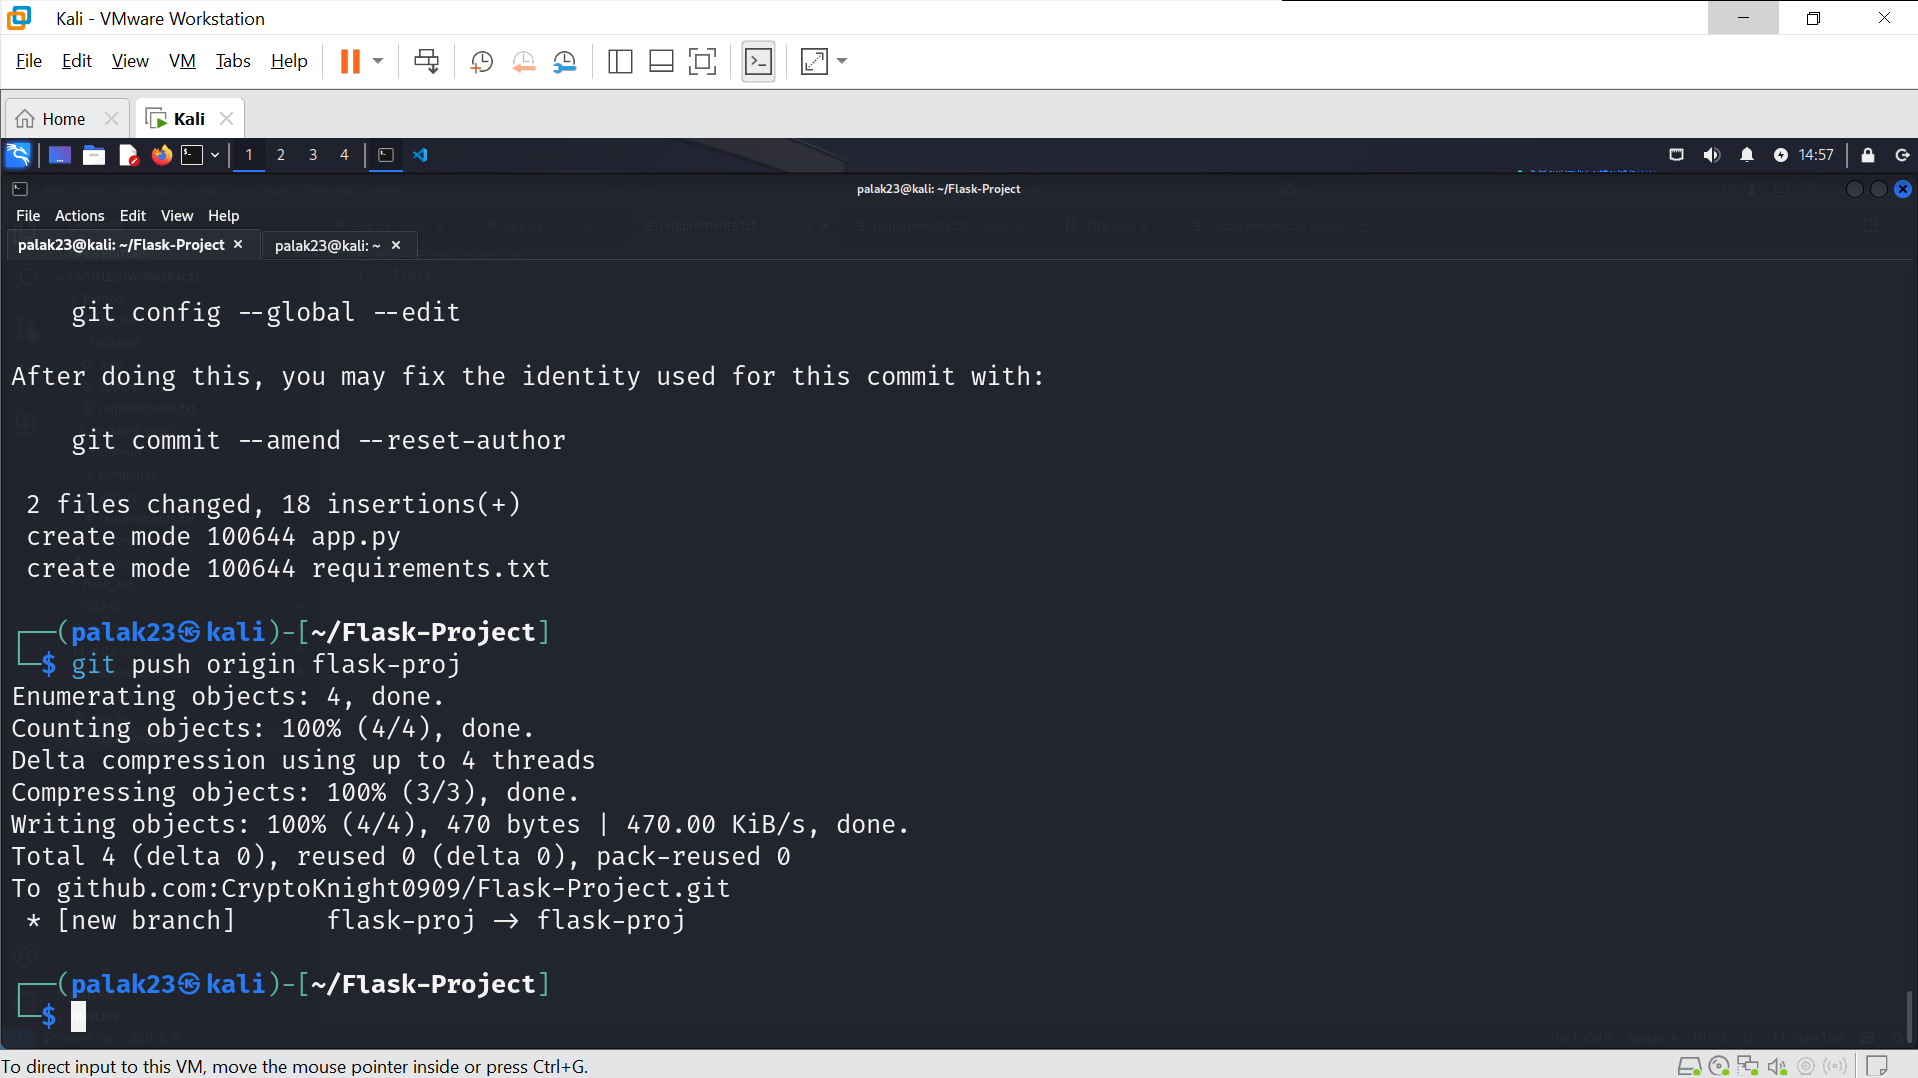 Kali - VMware Workstation
File Edit View VM Tabs Help
Home
Kali
1 2 3 4
14:57
palak23@kali: ~/Flask-Project
File Actions Edit View Help
palak23@kali: ~/Flask-Project
palak23@kali: ~
git config --global --edit
After doing this, you may fix the identity used for this commit with:
git commit --amend --reset-author
2 files changed, 18 insertions(+)
create mode 100644 app.py
create mode 100644 requirements.txt
(palak23㉿kali)-[~/Flask-Project]
$ git push origin flask-proj
Enumerating objects: 4, done.
Counting objects: 100% (4/4), done.
Delta compression using up to 4 threads
Compressing objects: 100% (3/3), done.
Writing objects: 100% (4/4), 470 bytes | 470.00 KiB/s, done.
Total 4 (delta 0), reused 0 (delta 0), pack-reused 0
To github.com:CryptoKnight0909/Flask-Project.git
* [new branch] flask-proj -> flask-proj
(palak23㉿kali)-[~/Flask-Project]
$
To direct input to this VM, move the mouse pointer inside or press Ctrl+G.